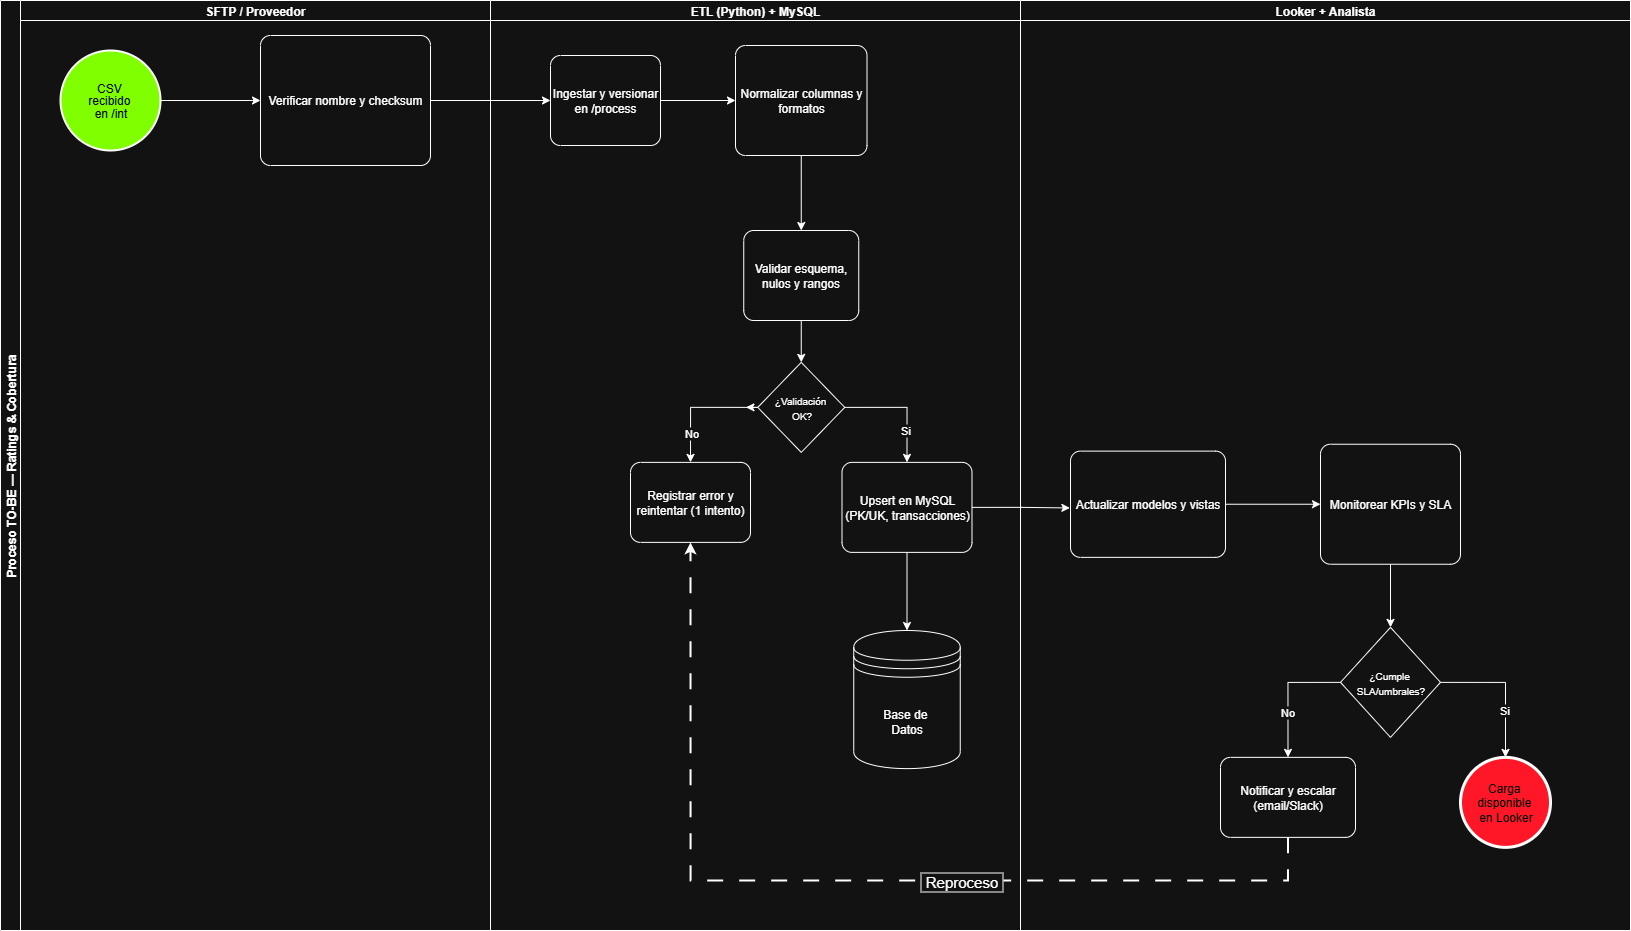 SFTP / Proveedor
ETL (Python) + MySQL
Looker + Analista
Proceso TO-BE — Ratings & Cobertura
CSV
recibido
en /int
Verificar nombre y checksum
Ingestar y versionar
en /process
Normalizar columnas y
formatos
Validar esquema,
nulos y rangos
¿Validación
OK?
No
Si
Registrar error y
reintentar (1 intento)
Upsert en MySQL
(PK/UK, transacciones)
Base de
Datos
Actualizar modelos y vistas
Monitorear KPIs y SLA
¿Cumple
SLA/umbrales?
No
Si
Notificar y escalar
(email/Slack)
Carga
disponible
en Looker
Reproceso